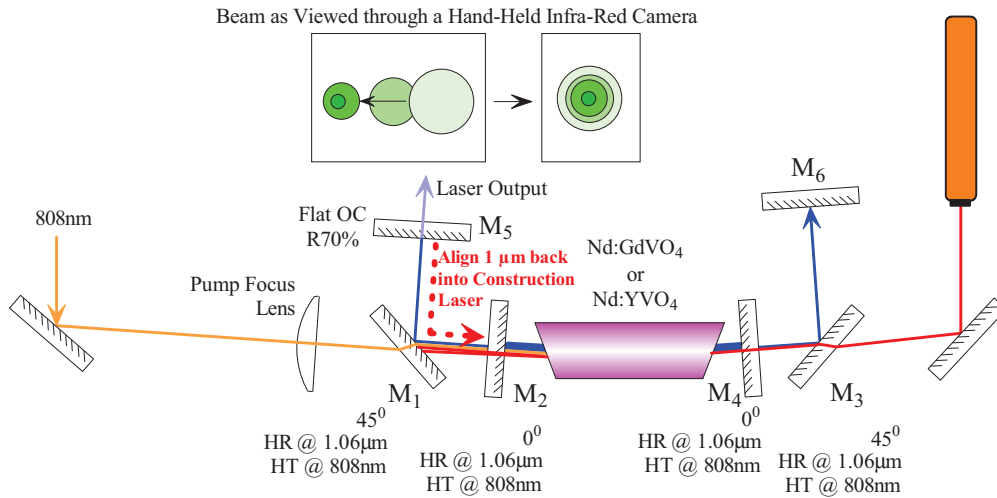 Beam as Viewed through a Hand-Held Infra-Red Camera
Laser Output
808nm
Flat OC
R70%
M5
M6
Align 1 µm back
into Construction
Laser
Nd:GdVO4
or
Nd:YVO4
Pump Focus
Lens
M1
M2
M4
M3
45⁰
HR @ 1.06µm
HT @ 808nm
0⁰
HR @ 1.06µm
HT @ 808nm
0⁰
HR @ 1.06µm
HT @ 808nm
45⁰
HR @ 1.06µm
HT @ 808nm